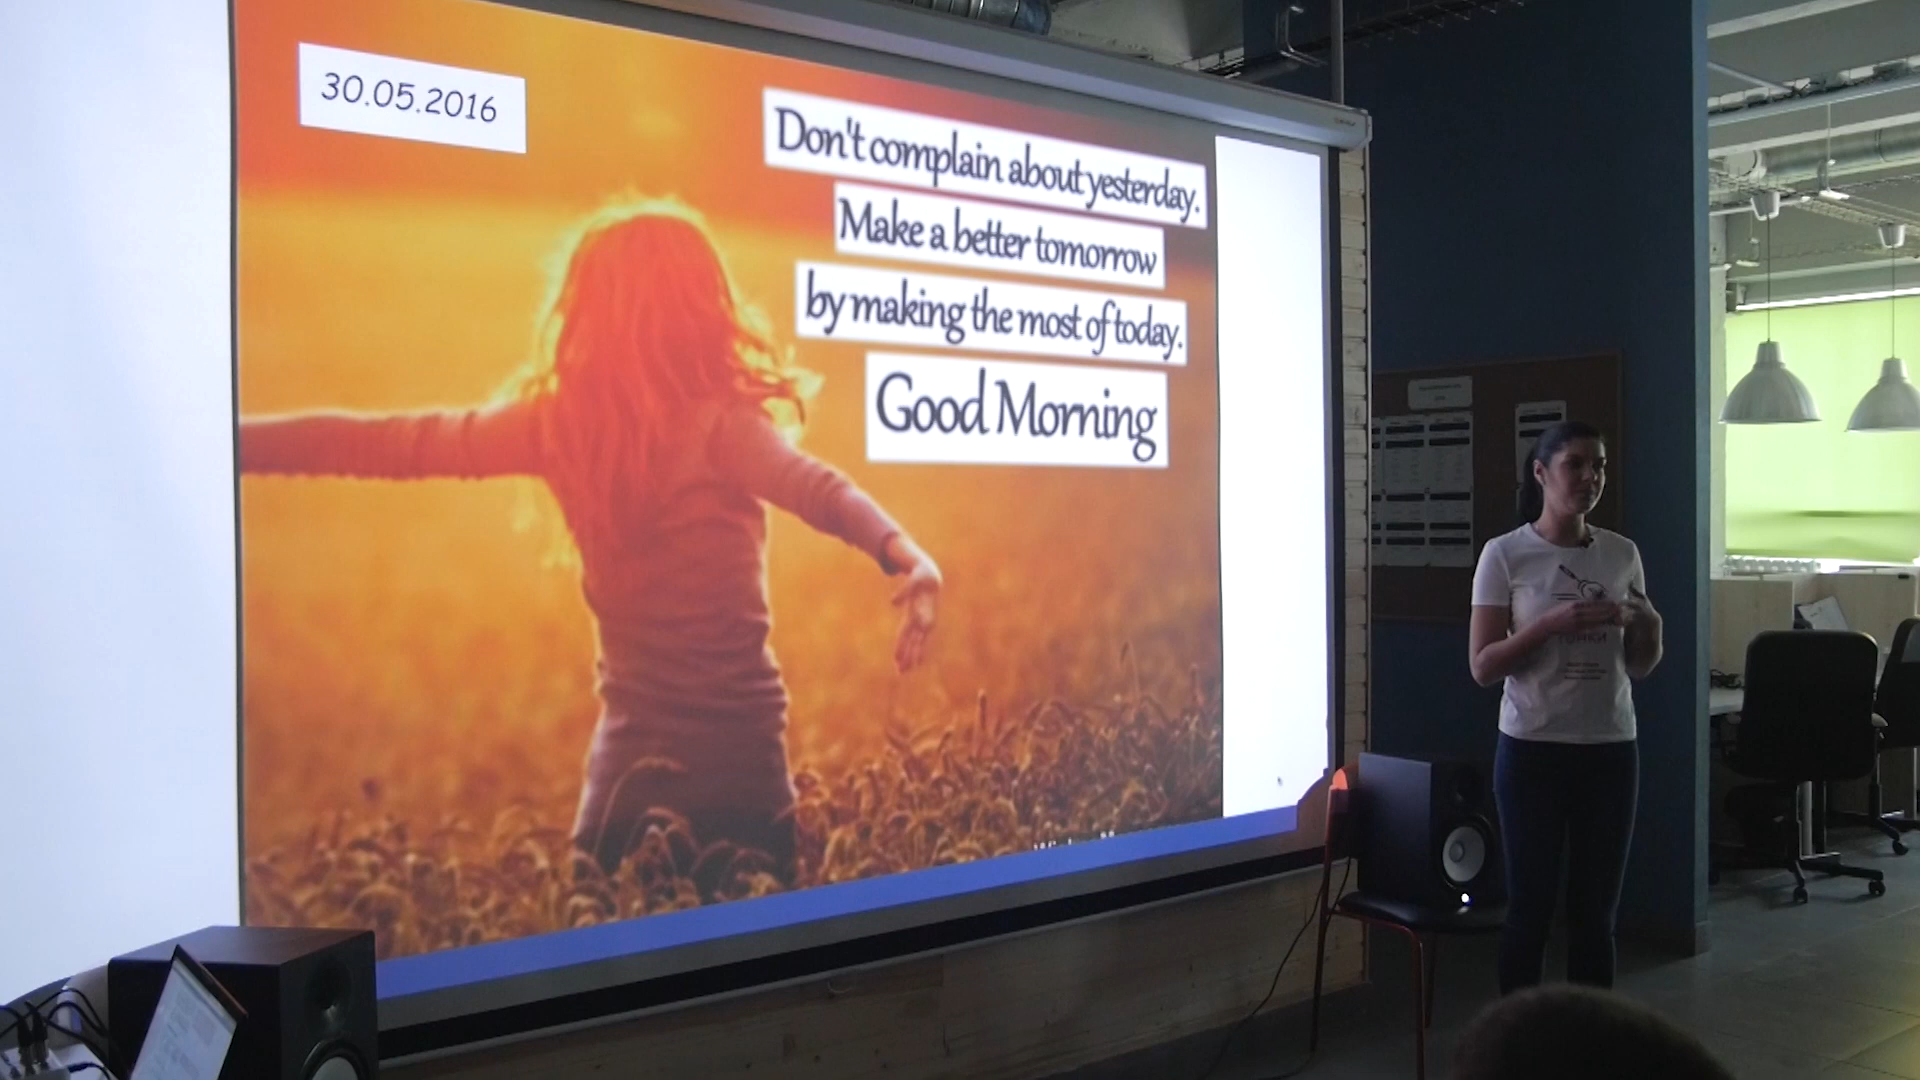 30.05.2016
Don't complain about yesterday.
Make a better tomorrow
by making the most of today.
Good Morning